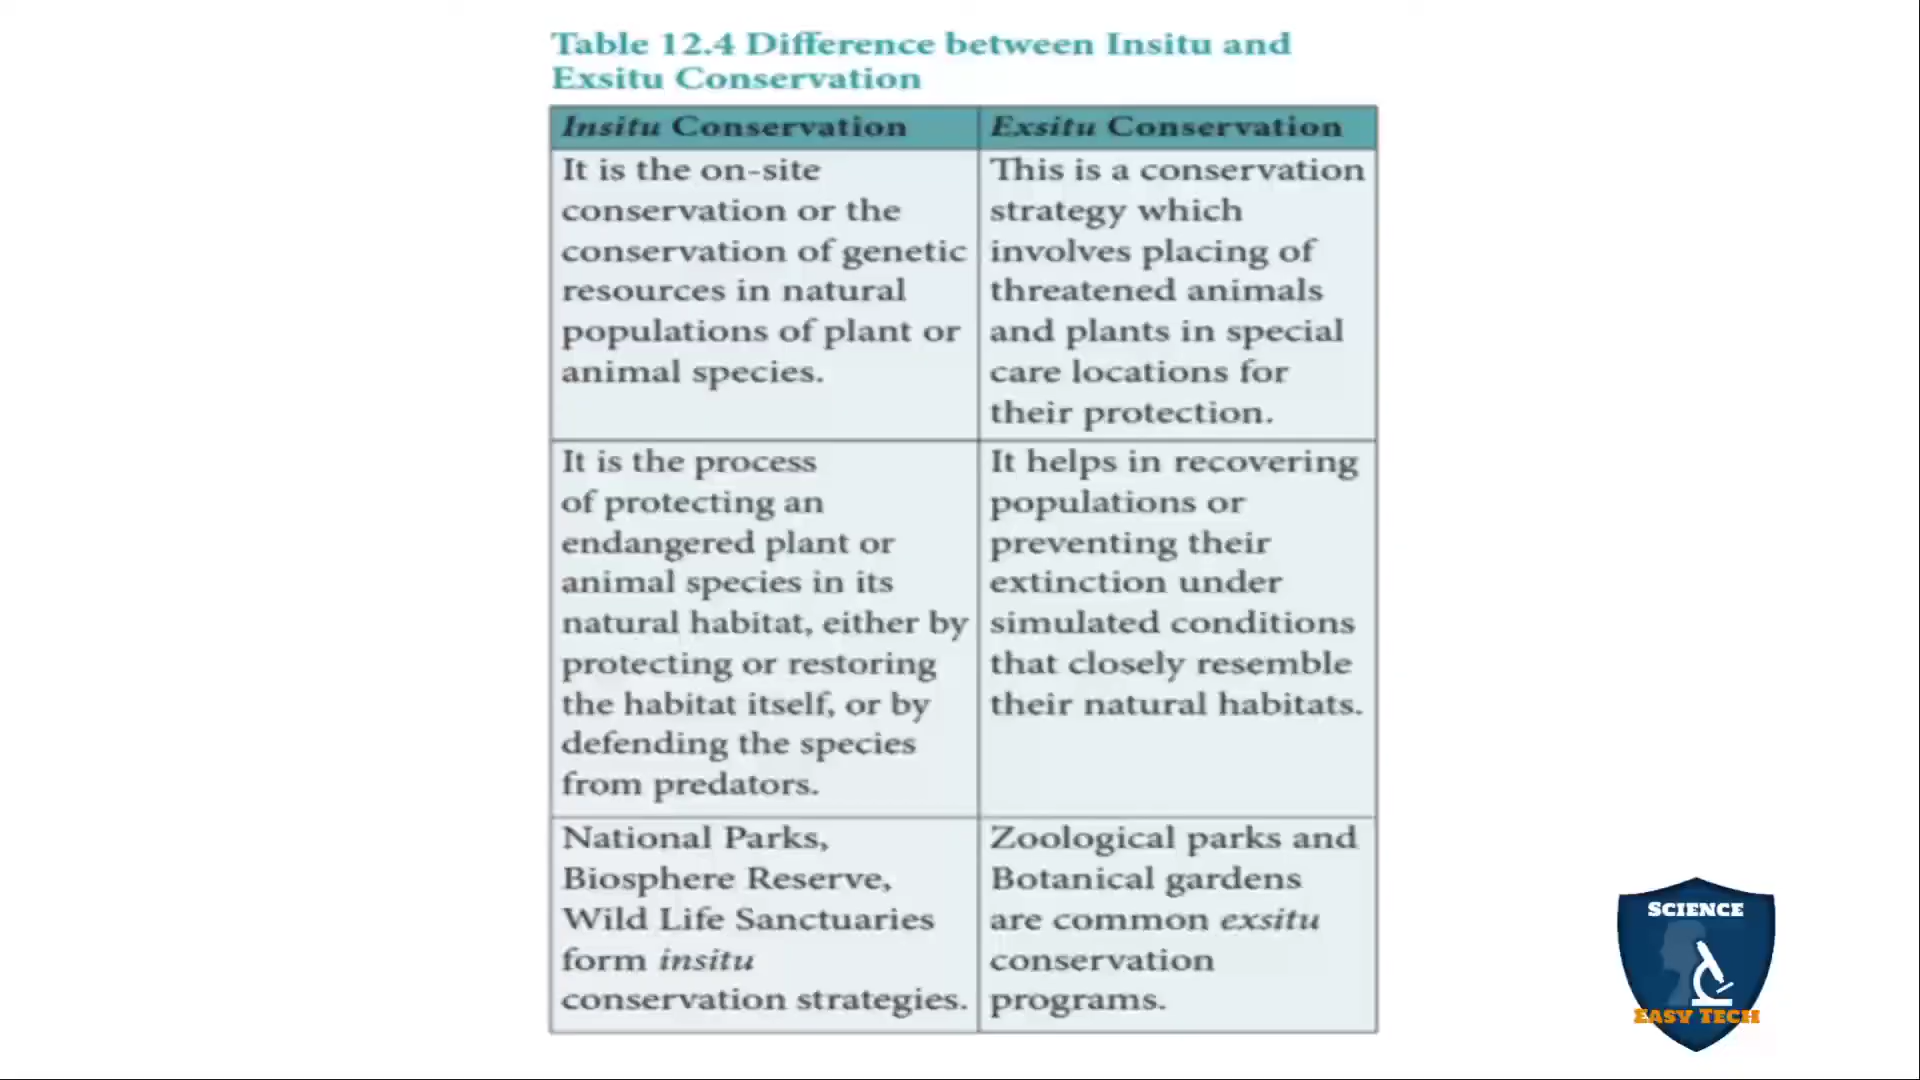 Table 12.4 Difference between Insitu and
Exsitu Conservation
Insitu Conservation
It is the on-site
conservation or the
conservation of genetic
resources in natural
populations of plant or
animal species.
It is the process
of protecting an
endangered plant or
animal species in its
natural habitat, either by
protecting or restoring
the habitat itself, or by
defending the species
from predators.
National Parks,
Biosphere Reserve,
Wild Life Sanctuaries
form insitu
conservation strategies.
Exsitu Conservation
This is a conservation
strategy which
involves placing of
threatened animals
and plants in special
care locations for
their protection.
It helps in recovering
populations or
preventing their
extinction under
simulated conditions
that closely resemble
their natural habitats.
Zoological parks and
Botanical gardens
are common exsitu
conservation
programs.
SCIENCE
EASY TECH